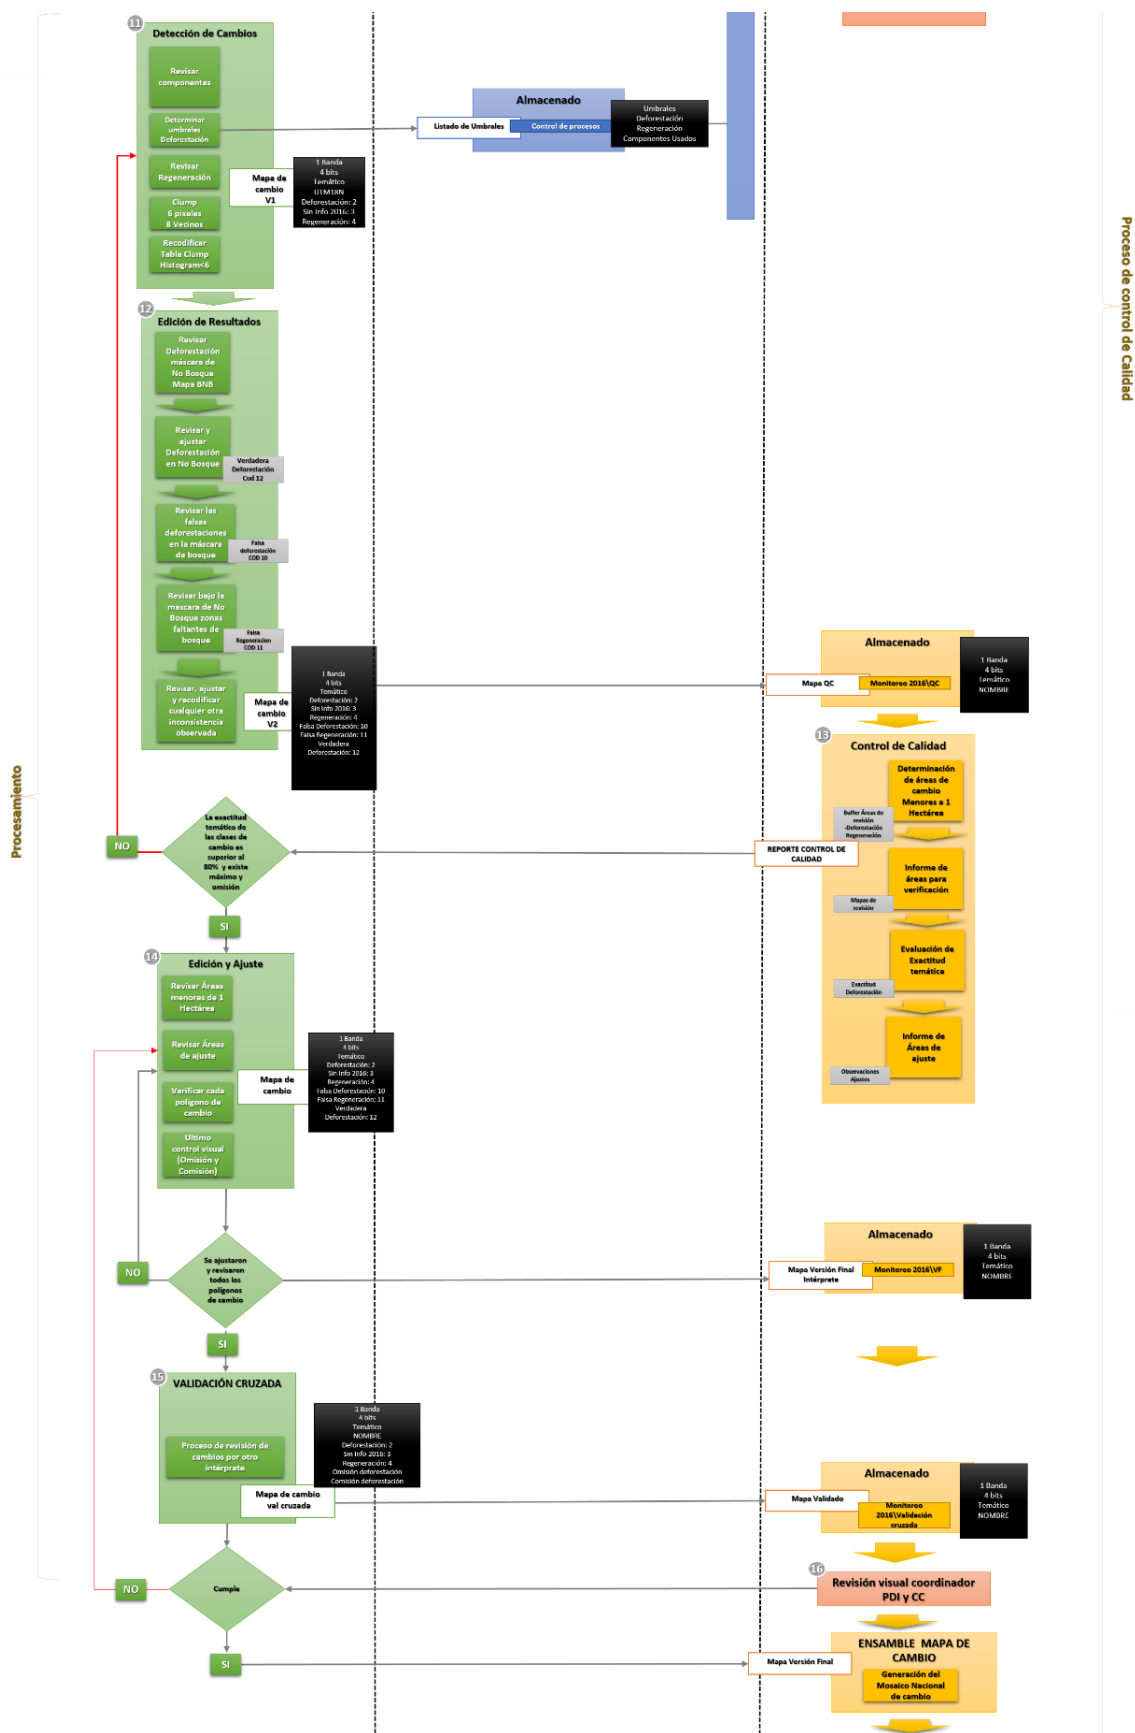 11
Detección de Cambios
Revisar
componentes
Determinar
umbrales
Deforestación
Revisar
Regeneración
Clump
6 pixeles
8 Vecinos
Recodificar
Tabla Clump
Histogram<6
Mapa de
cambio
V1
1 Banda
4 bits
Temático
UTM18N
Deforestación: 2
Sin Info 2016: 3
Regeneración: 4
Almacenado
Listado de Umbrales
Control de procesos
Umbrales
Deforestación
Regeneración
Componentes Usados
Proceso de control de Calidad
Procesamiento
12
Edición de Resultados
Revisar
Deforestación
máscara de
No Bosque
Mapa BNB
Revisar y
ajustar
Deforestación
en No Bosque
Verdadera
Deforestación
Cod 12
Revisar las
falsas
deforestaciones
en la máscara
de bosque
Falsa
deforestación
COD 10
Revisar bajo la
mascara de No
Bosque zonas
faltantes de
bosque
Falsa
Regeneracion
COD 11
Revisar, ajustar
y recodificar
cualquier otra
inconsistencia
observada
Mapa de
cambio
V2
1 Banda
4 bits
Temático
Deforestación: 2
Sin Info 2016: 3
Regeneración: 4
Falsa Deforestación: 10
Falsa Regeneración: 11
Verdadera
Deforestación: 12
Almacenado
Mapa QC
Monitoreo 2016\QC
1 Banda
4 bits
Temático
NOMBRE
13
Control de Calidad
Determinación
de áreas de
cambio
Menores a 1
Hectárea
Buffer Áreas de
revisión
-Deforestación
Regeneración
REPORTE CONTROL DE
CALIDAD
Informe de
áreas para
verificación
Mapas de
revisión
Evaluación de
Exactitud
temática
Exactitud
Deforestación
Informe de
Áreas de
ajuste
Observaciones
Ajustes
La exactitud
temática de
las clases de
cambio es
superior al
80% y existe
máximo y
omisión
NO
SI
14
Edición y Ajuste
Revisar Áreas
menores de 1
Hectárea
Revisar Áreas
de ajuste
Verificar cada
polígono de
cambio
Ultimo
control visual
(Omisión y
Comisión)
Mapa de
cambio
1 Banda
4 bits
Temático
Deforestación: 2
Sin Info 2016: 3
Regeneración: 4
Falsa Deforestación: 10
Falsa Regeneración: 11
Verdadera
Deforestación: 12
Se ajustaron
y revisaron
todos los
polígonos
de cambio
NO
SI
Almacenado
Mapa Versión Final
Intérprete
Monitoreo 2016\VF
1 Banda
4 bits
Temático
NOMBRE
15
VALIDACIÓN CRUZADA
Proceso de revisión de
cambios por otro
intérprete
Mapa de cambio
val cruzada
1 Banda
4 bits
Temático
NOMBRE
Deforestación: 2
Sin Info 2016: 3
Regeneración: 4
Omisión deforestación
Comisión deforestación
Almacenado
Mapa Validado
Monitoreo
2016\Validación
cruzada
1 Banda
4 bits
Temático
NOMBRE
Cumple
NO
SI
16
Revisión visual coordinador
PDI y CC
Mapa Versión Final
ENSAMBLE MAPA DE
CAMBIO
Generación del
Mosaico Nacional
de cambio